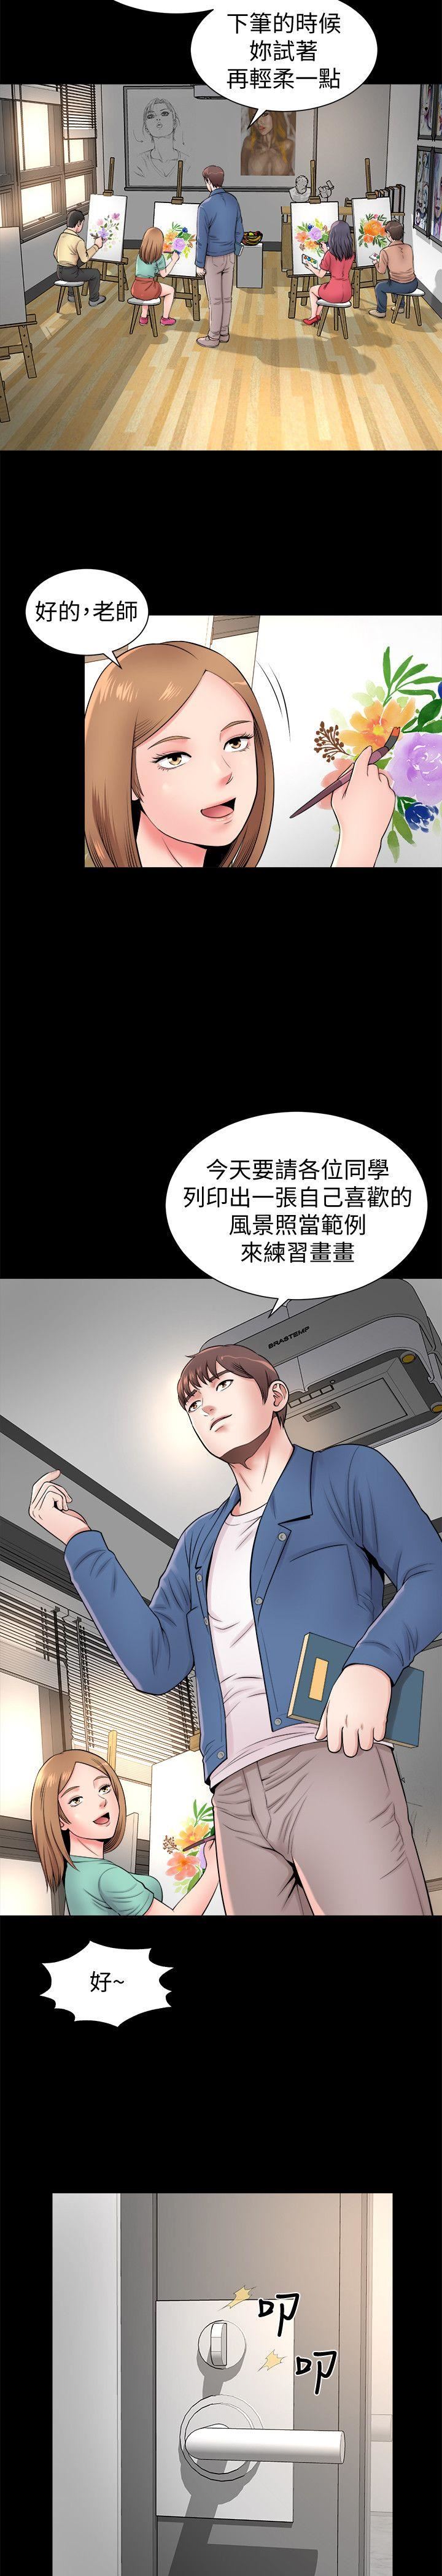 下筆的時候
妳試著
再輕柔一點
好的，老師
今天要請各位同學
列印出一張自己喜歡的
風景照當範例
來練習畫畫
BRASTEMP
好~
叩
叩